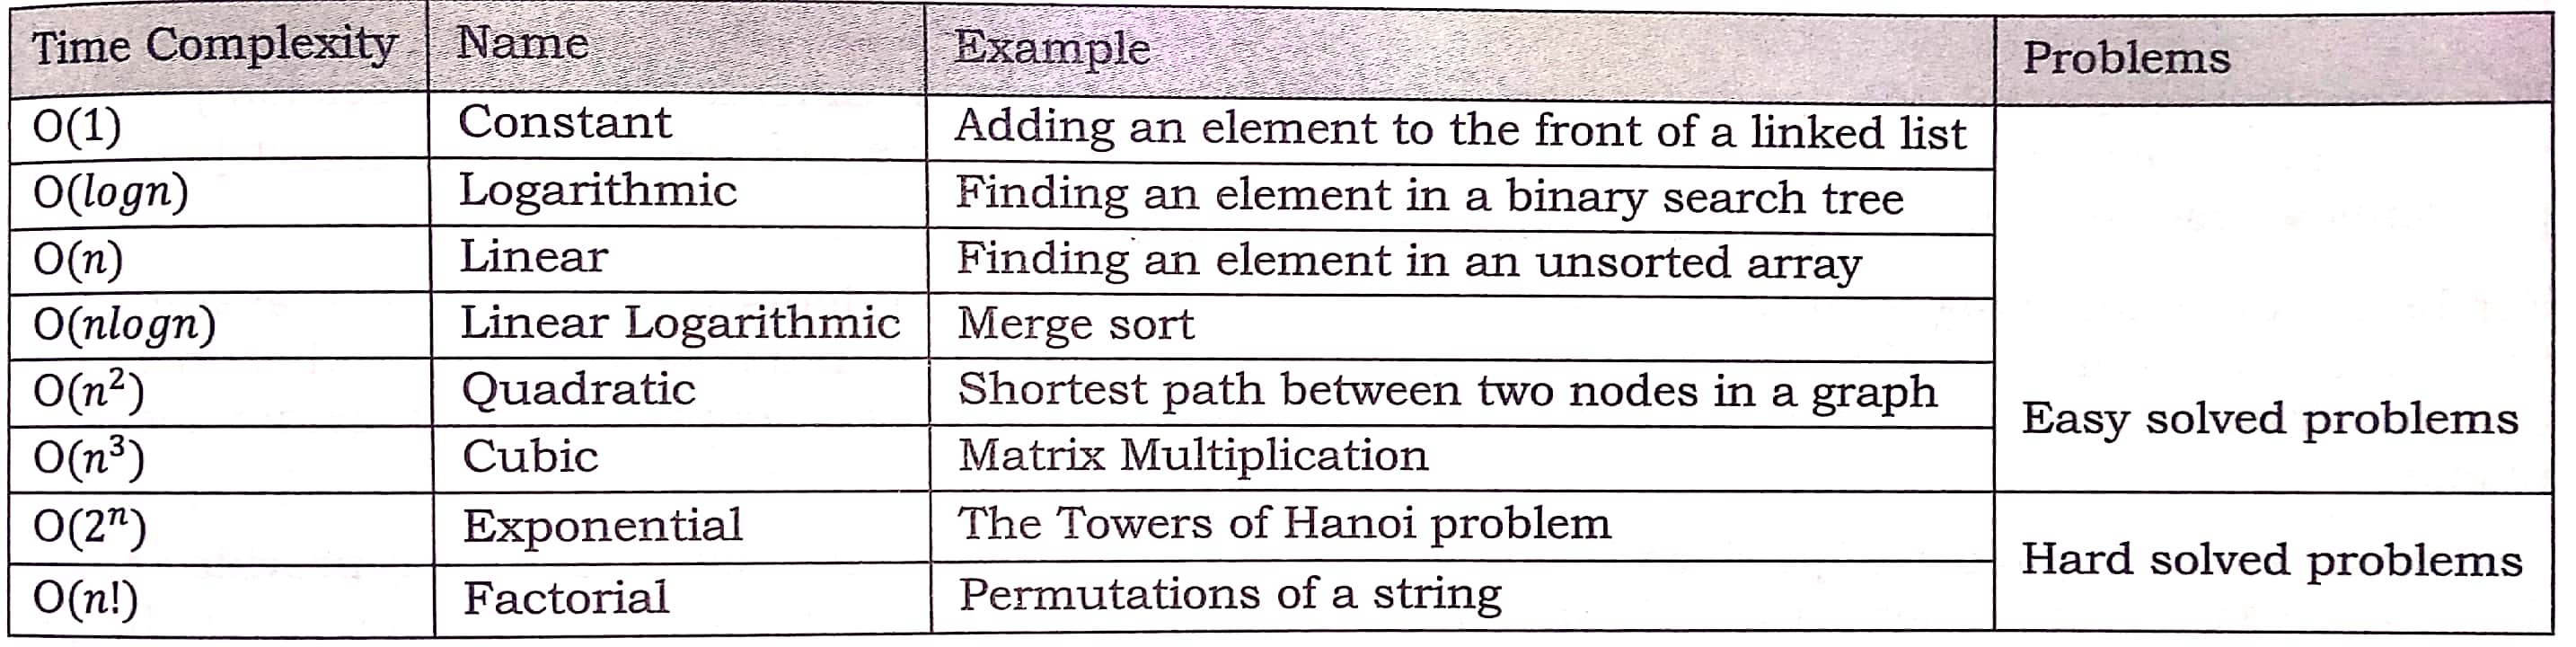 Time Complexity Name Example Problems
O(1) Constant Adding an element to the front of a linked list
O(logn) Logarithmic Finding an element in a binary search tree
O(n) Linear Finding an element in an unsorted array
O(nlogn) Linear Logarithmic Merge sort
O(n²) Quadratic Shortest path between two nodes in a graph
Easy solved problems
O(n³) Cubic Matrix Multiplication
O(2ⁿ) Exponential The Towers of Hanoi problem
Hard solved problems
O(n!) Factorial Permutations of a string